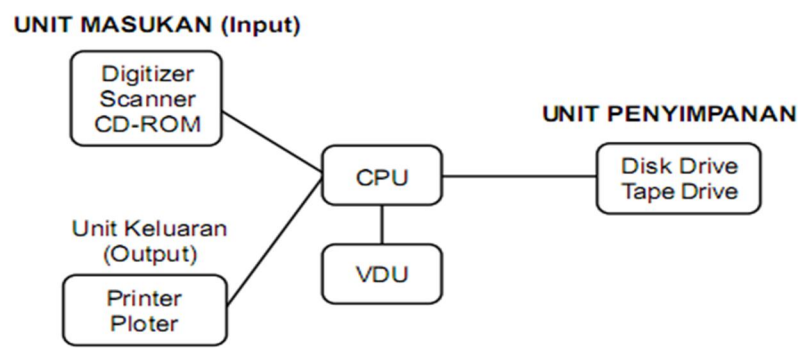 UNIT MASUKAN (Input)
Digitizer
Scanner
CD-ROM
UNIT PENYIMPANAN
CPU
Disk Drive
Tape Drive
Unit Keluaran
(Output)
VDU
Printer
Ploter